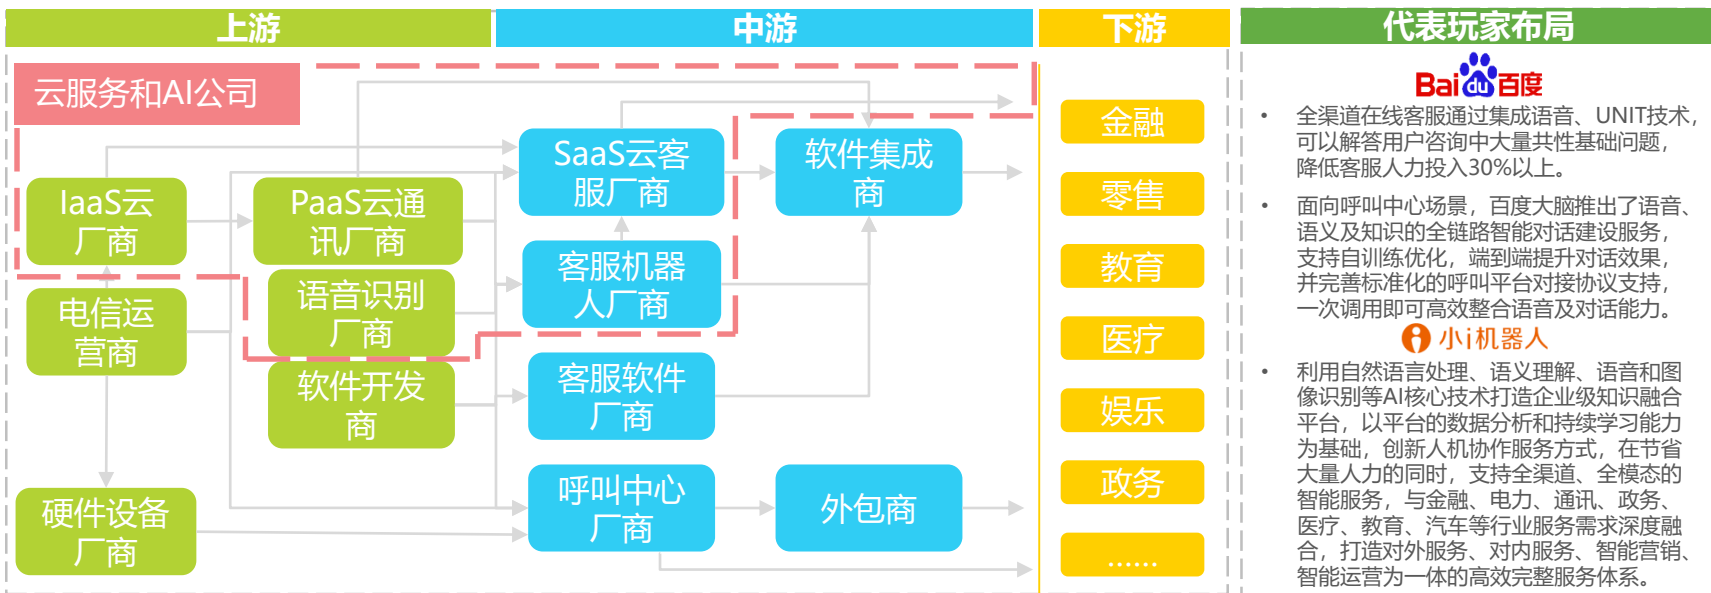 上游
中游
下游
代表玩家布局
云服务和AI公司
IaaS云
厂商
PaaS云通
讯厂商
电信运
营商
语音识别
厂商
软件开发
商
硬件设备
厂商
SaaS云客
服厂商
软件集成
商
客服机器
人厂商
客服软件
厂商
呼叫中心
厂商
外包商
金融
零售
教育
医疗
娱乐
政务
......
Bai du 百度
• 全渠道在线客服通过集成语音、UNIT技术，
可以解答用户咨询中大量共性基础问题，
降低客服人力投入30%以上。
• 面向呼叫中心场景，百度大脑推出了语音、
语义及知识的全链路智能对话建设服务，
支持自训练优化，端到端提升对话效果，
并完善标准化的呼叫平台对接协议支持，
一次调用即可高效整合语音及对话能力。
小i机器人
• 利用自然语言处理、语义理解、语音和图
像识别等AI核心技术打造企业级知识融合
平台，以平台的数据分析和持续学习能力
为基础，创新人机协作服务方式，在节省
大量人力的同时，支持全渠道、全模态的
智能服务，与金融、电力、通讯、政务、
医疗、教育、汽车等行业服务需求深度融
合，打造对外服务、对内服务、智能营销、
智能运营为一体的高效完整服务体系。